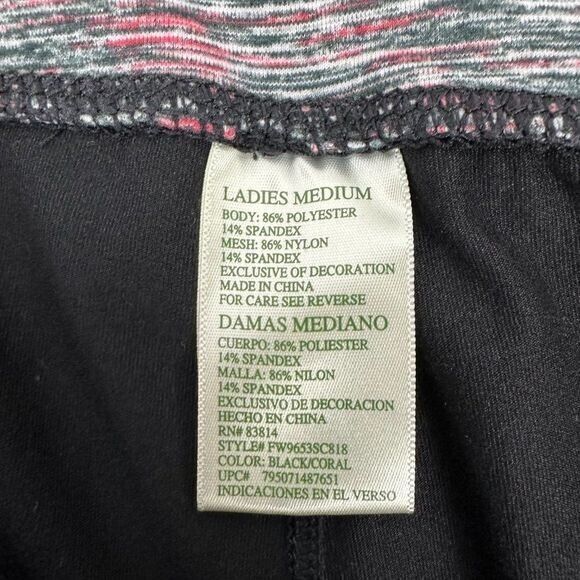 LADIES MEDIUM
BODY: 86% POLYESTER
14% SPANDEX
MESH: 86% NYLON
14% SPANDEX
EXCLUSIVE OF DECORATION
MADE IN CHINA
FOR CARE SEE REVERSE
DAMAS MEDIANO
CUERPO: 86% POLIESTER
14% SPANDEX
MALLA: 86% NILON
14% SPANDEX
EXCLUSIVO DE DECORACION
HECHO EN CHINA
RN# 83814
STYLE# FW9653SC818
COLOR: BLACK/CORAL
UPC# 795071487651
INDICACIONES EN EL VERSO